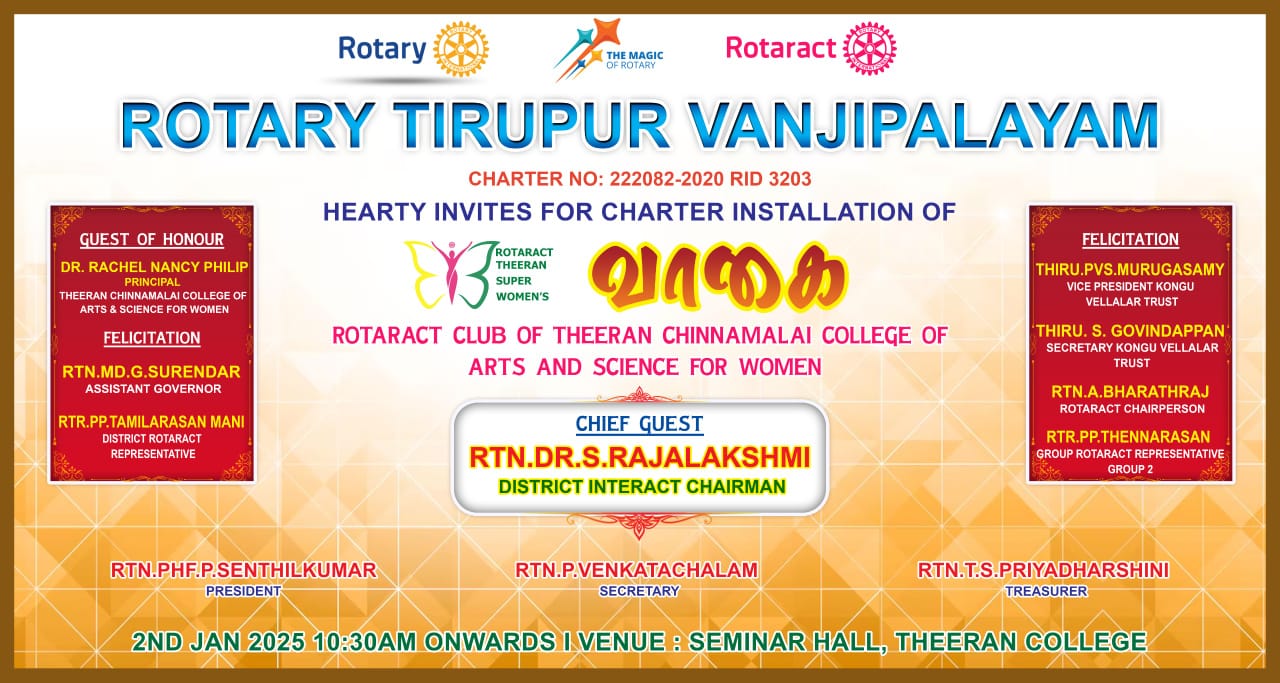 Rotary
THE MAGIC
OF ROTARY
Rotaract
ROTARY TIRUPUR VANJIPALAYAM
CHARTER NO: 222082-2020 RID 3203
HEARTY INVITES FOR CHARTER INSTALLATION OF
ROTARACT
THEERAN
SUPER
WOMEN'S
வாகை
ROTARACT CLUB OF THEERAN CHINNAMALAI COLLEGE OF
ARTS AND SCIENCE FOR WOMEN
GUEST OF HONOUR
DR. RACHEL NANCY PHILIP
PRINCIPAL
THEERAN CHINNAMALAI COLLEGE OF
ARTS & SCIENCE FOR WOMEN
FELICITATION
RTN.MD.G.SURENDAR
ASSISTANT GOVERNOR
RTR.PP.TAMILARASAN MANI
DISTRICT ROTARACT
REPRESENTATIVE
CHIEF GUEST
RTN.DR.S.RAJALAKSHMI
DISTRICT INTERACT CHAIRMAN
FELICITATION
THIRU.PVS.MURUGASAMY
VICE PRESIDENT KONGU
VELLALAR TRUST
THIRU. S. GOVINDAPPAN
SECRETARY KONGU VELLALAR
TRUST
RTN.A.BHARATHRAJ
ROTARACT CHAIRPERSON
RTR.PP.THENNARASAN
GROUP ROTARACT REPRESENTATIVE
GROUP 2
RTN.PHF.P.SENTHILKUMAR
PRESIDENT
RTN.P.VENKATACHALAM
SECRETARY
RTN.T.S.PRIYADHARSHINI
TREASURER
2ND JAN 2025 10:30AM ONWARDS I VENUE : SEMINAR HALL, THEERAN COLLEGE